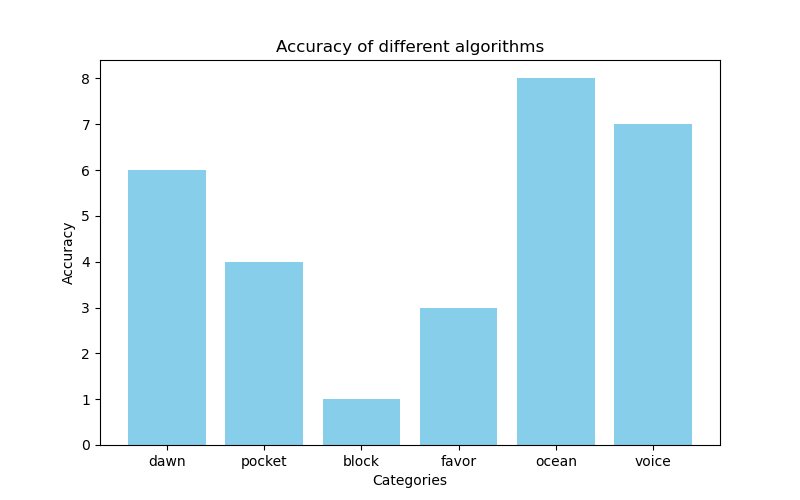 Accuracy of different algorithms
Accuracy
8
7
6
5
4
3
2
1
0
dawn pocket block favor ocean voice
Categories